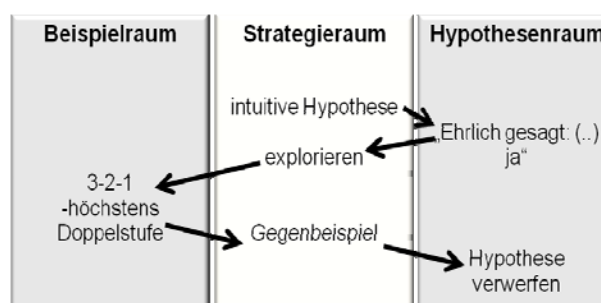 Beispielraum
Strategieraum
Hypothesenraum
intuitive Hypothese
„Ehrlich gesagt: (..)
ja“
explorieren
3-2-1
-höchstens
Doppelstufe
Gegenbeispiel
Hypothese
verwerfen